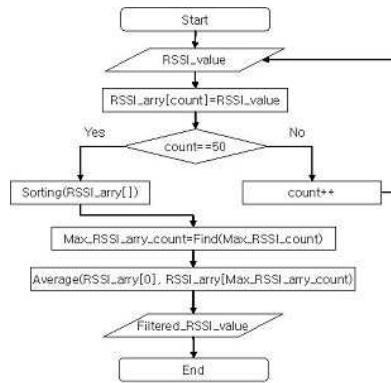 Start
RSSI_value
RSSI_arry[count]=RSSI_value
Yes
No
count==50
Sorting(RSSI_arry[])
count++
Max_RSSI_arry_count=Find(Max_RSSI_count)
Average(RSSI_arry[0], RSSI_arry[Max_RSSI_arry_count)
Filtered_RSSI_value
End